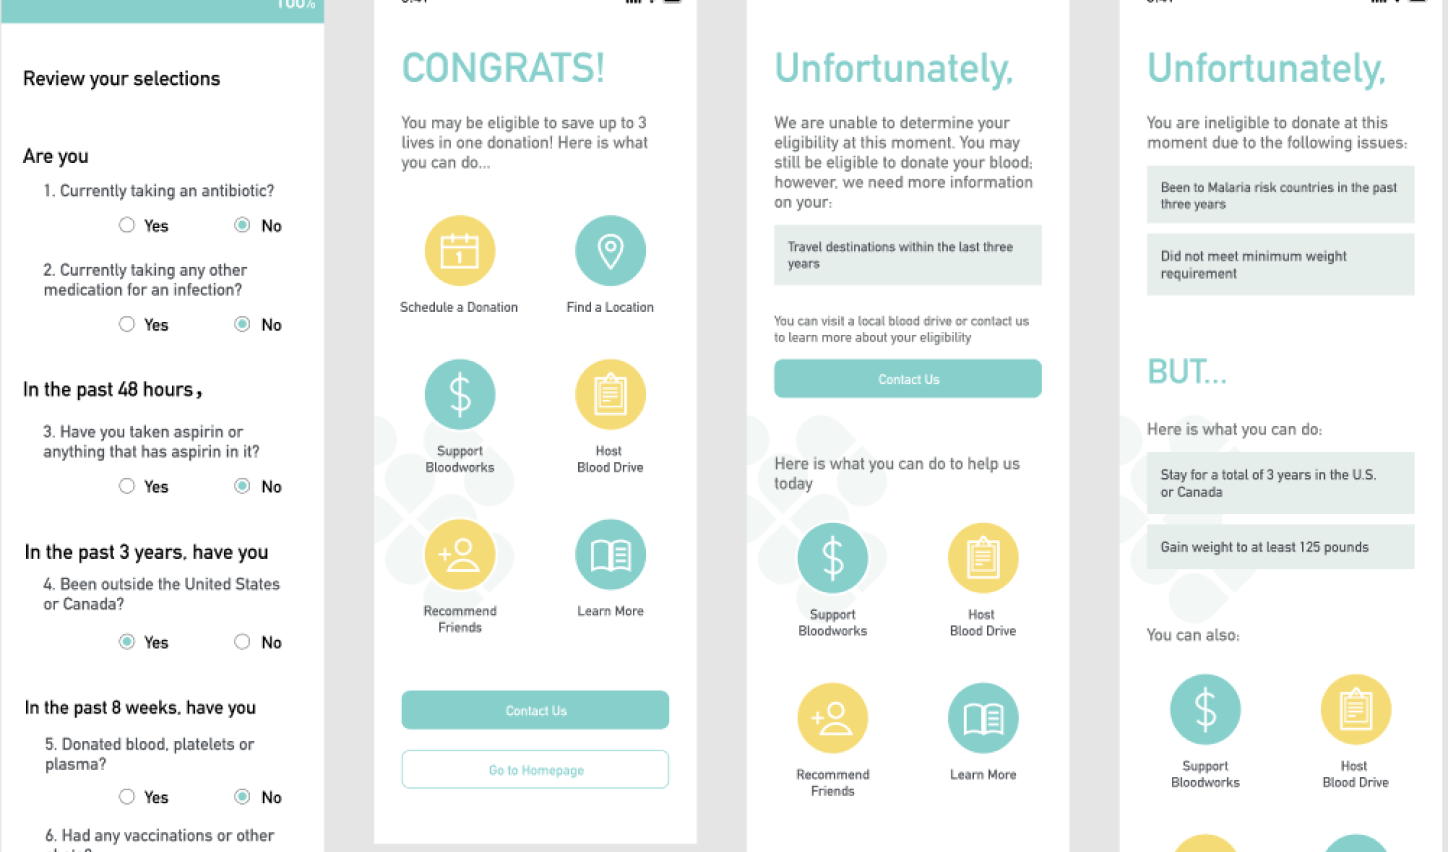 100%
Review your selections
Are you
1. Currently taking an antibiotic?
Yes No
2. Currently taking any other
medication for an infection?
Yes No
In the past 48 hours,
3. Have you taken aspirin or
anything that has aspirin in it?
Yes No
In the past 3 years, have you
4. Been outside the United States
or Canada?
Yes No
In the past 8 weeks, have you
5. Donated blood, platelets or
plasma?
Yes No
6. Had any vaccinations or other
CONGRATS!
You may be eligible to save up to 3
lives in one donation! Here is what
you can do...
1
Schedule a Donation
Find a Location
$
Support
Bloodworks
Host
Blood Drive
Recommend
Friends
Learn More
Contact Us
Go to Homepage
Unfortunately,
We are unable to determine your
eligibility at this moment. You may
still be eligible to donate your blood;
however, we need more information
on your:
Travel destinations within the last three
years
You can visit a local blood drive or contact us
to learn more about your eligibility
Contact Us
Here is what you can do to help us
today
$
Support
Bloodworks
Host
Blood Drive
Recommend
Friends
Learn More
Unfortunately,
You are ineligible to donate at this
moment due to the following issues:
Been to Malaria risk countries in the past
three years
Did not meet minimum weight
requirement
BUT...
Here is what you can do:
Stay for a total of 3 years in the U.S.
or Canada
Gain weight to at least 125 pounds
You can also:
$
Support
Bloodworks
Host
Blood Drive